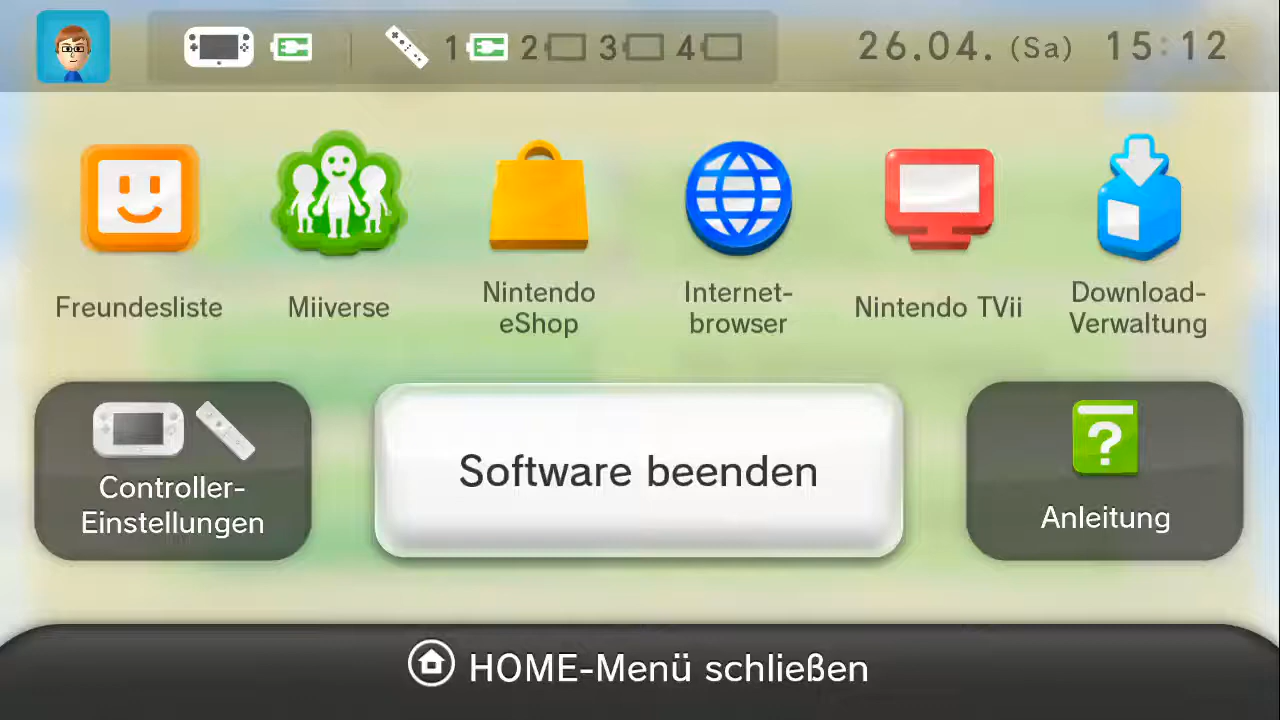 1 2 3 4 26.04. (Sa) 15:12
Freundesliste
Miiverse
Nintendo
eShop
Internet-
browser
Nintendo TVii
Download-
Verwaltung
Controller-
Einstellungen
Software beenden
?
Anleitung
HOME-Menü schließen